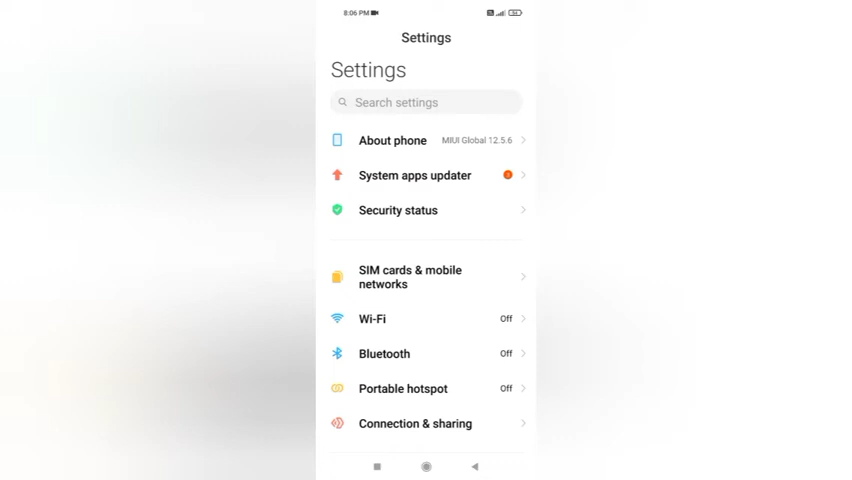 8:06 PM
Settings
Settings
Search settings
About phone MIUI Global 12.5.6
System apps updater
Security status
SIM cards & mobile
networks
Wi-Fi Off
Bluetooth Off
Portable hotspot Off
Connection & sharing